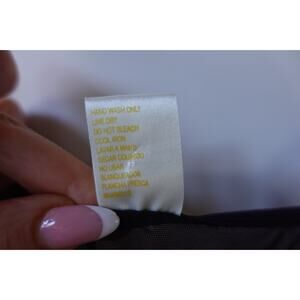 HAND WASH ONLY
LINE DRY
DO NOT BLEACH
COOL IRON
LAVAR A MANO
SECAR COLGADO
NO USAR
BLANQUEADOR
PLANCHA FRESCA